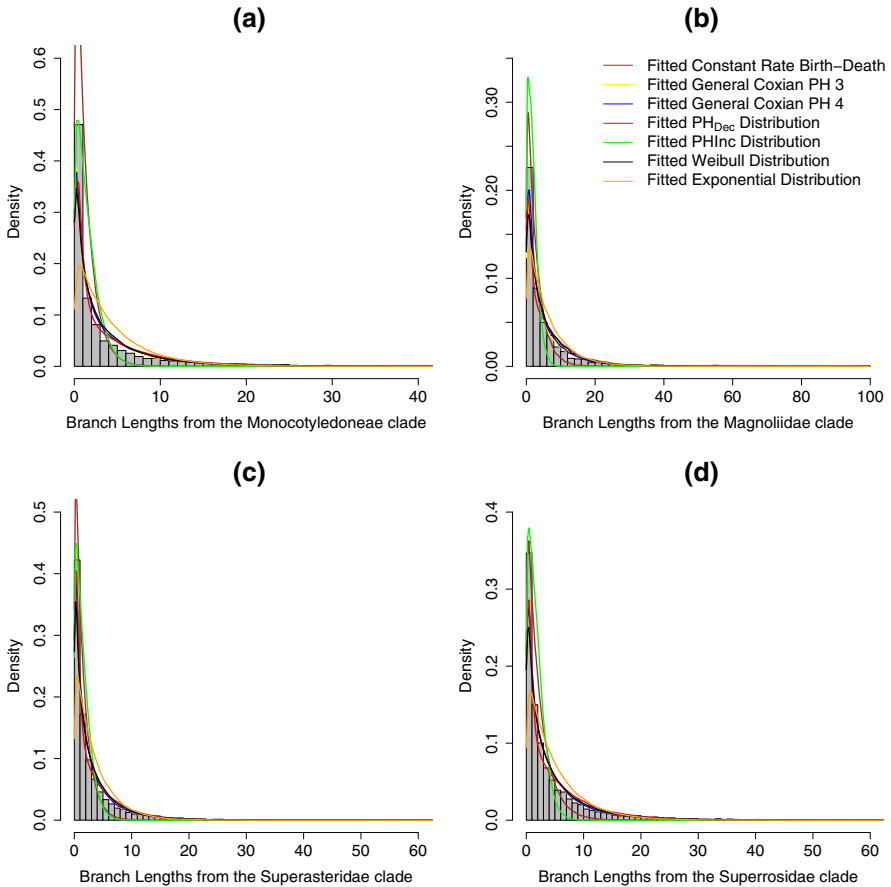 (a)
0.6
0.5
0.4
0.3
0.2
0.1
0.0
Density
0 10 20 30 40
Branch Lengths from the Monocotyledoneae clade
(b)
Fitted Constant Rate Birth−Death
Fitted General Coxian PH 3
Fitted General Coxian PH 4
Fitted PHDec Distribution
Fitted PHInc Distribution
Fitted Weibull Distribution
Fitted Exponential Distribution
0.30
0.20
0.10
0.00
Density
0 20 40 60 80 100
Branch Lengths from the Magnoliidae clade
(c)
0.5
0.4
0.3
0.2
0.1
0.0
Density
0 10 20 30 40 50 60
Branch Lengths from the Superasteridae clade
(d)
0.4
0.3
0.2
0.1
0.0
Density
0 10 20 30 40 50 60
Branch Lengths from the Superrosidae clade